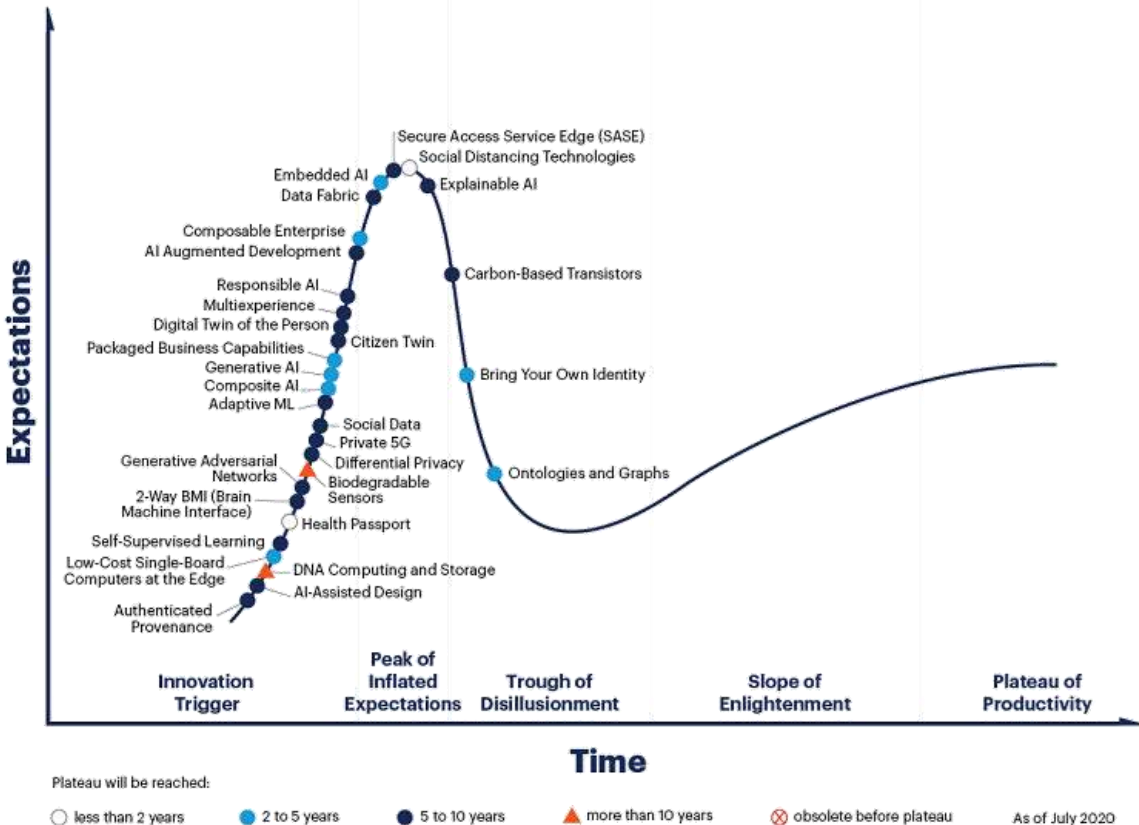 Expectations
Secure Access Service Edge (SASE)
Social Distancing Technologies
Embedded AI
Explainable AI
Data Fabric
Composable Enterprise
AI Augmented Development
Carbon-Based Transistors
Responsible AI
Multiexperience
Digital Twin of the Person
Citizen Twin
Packaged Business Capabilities
Generative AI
Bring Your Own Identity
Composite AI
Adaptive ML
Social Data
Private 5G
Differential Privacy
Generative Adversarial
Networks
Ontologies and Graphs
Biodegradable
Sensors
2-Way BMI (Brain
Machine Interface)
Health Passport
Self-Supervised Learning
Low-Cost Single-Board
Computers at the Edge
DNA Computing and Storage
AI-Assisted Design
Authenticated
Provenance
Innovation
Trigger
Peak of
Inflated
Expectations
Trough of
Disillusionment
Slope of
Enlightenment
Plateau of
Productivity
Time
Plateau will be reached:
less than 2 years
2 to 5 years
5 to 10 years
more than 10 years
obsolete before plateau
As of July 2020